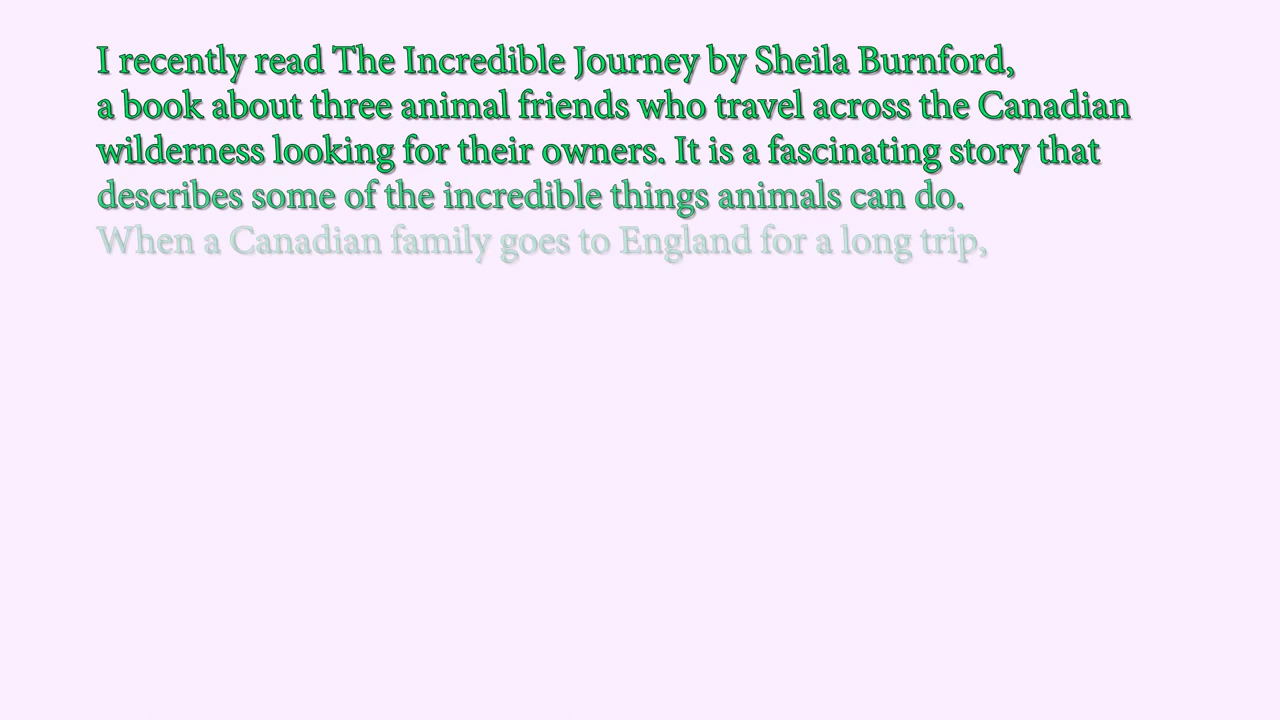 I recently read The Incredible Journey by Sheila Burnford,
a book about three animal friends who travel across the Canadian
wilderness looking for their owners. It is a fascinating story that
describes some of the incredible things animals can do.
When a Canadian family goes to England for a long trip,